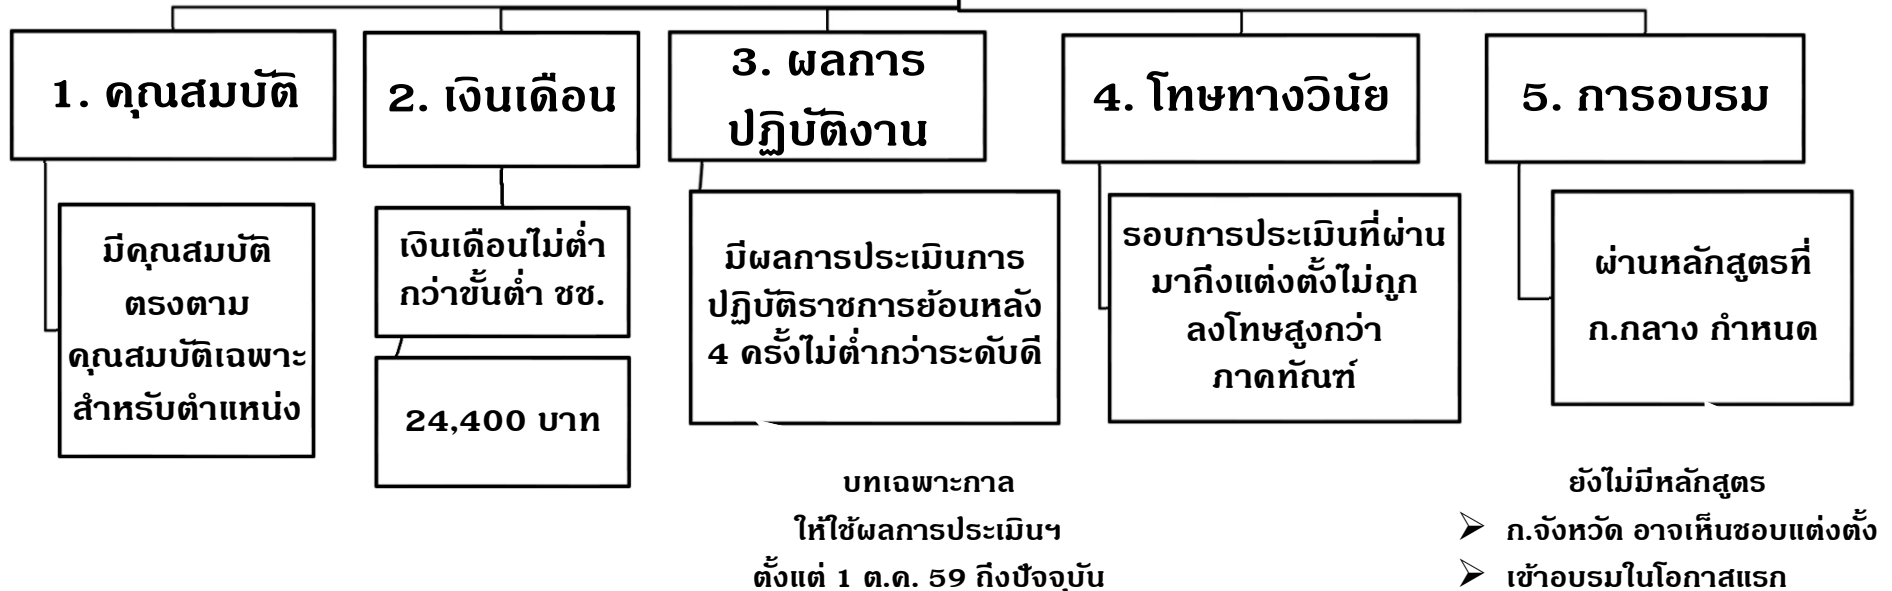 1. คุณสมบัติ
มีคุณสมบัติ
ตรงตาม
คุณสมบัติเฉพาะ
สำหรับตำแหน่ง
2. เงินเดือน
เงินเดือนไม่ต่ำ
กว่าขั้นต่ำ ชช.
24,400 บาท
3. ผลการ
ปฏิบัติงาน
มีผลการประเมินการ
ปฏิบัติราชการย้อนหลัง
4 ครั้งไม่ต่ำกว่าระดับดี
บทเฉพาะกาล
ให้ใช้ผลการประเมินฯ
ตั้งแต่ 1 ต.ค. 59 ถึงปัจจุบัน
4. โทษทางวินัย
รอบการประเมินที่ผ่าน
มาถึงแต่งตั้งไม่ถูก
ลงโทษสูงกว่า
ภาคทัณฑ์
5. การอบรม
ผ่านหลักสูตรที่
ก.กลาง กำหนด
ยังไม่มีหลักสูตร
➢ ก.จังหวัด อาจเห็นชอบแต่งตั้ง
➢ เข้าอบรมในโอกาสแรก